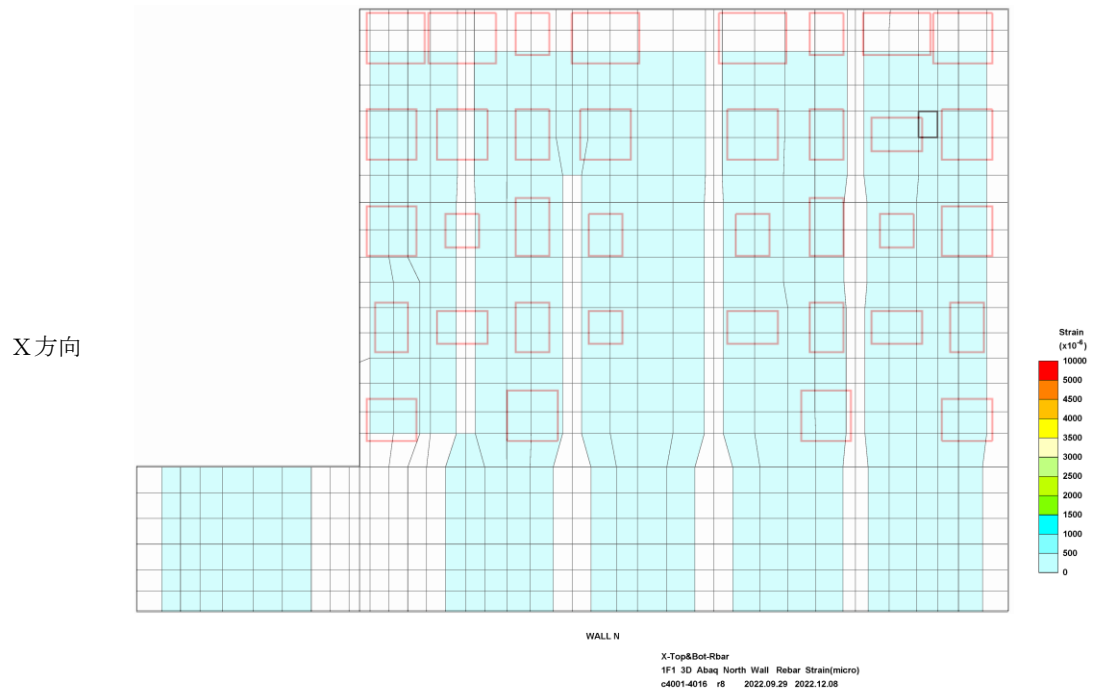 X方向
Strain
(x10⁻⁶)
10000
5000
4500
4000
3500
3000
2500
2000
1500
1000
500
0
WALL N
X-Top&Bot-Rbar
1F1 3D Abaq North Wall Rebar Strain(micro)
c4001-4016 r8 2022.09.29 2022.12.08